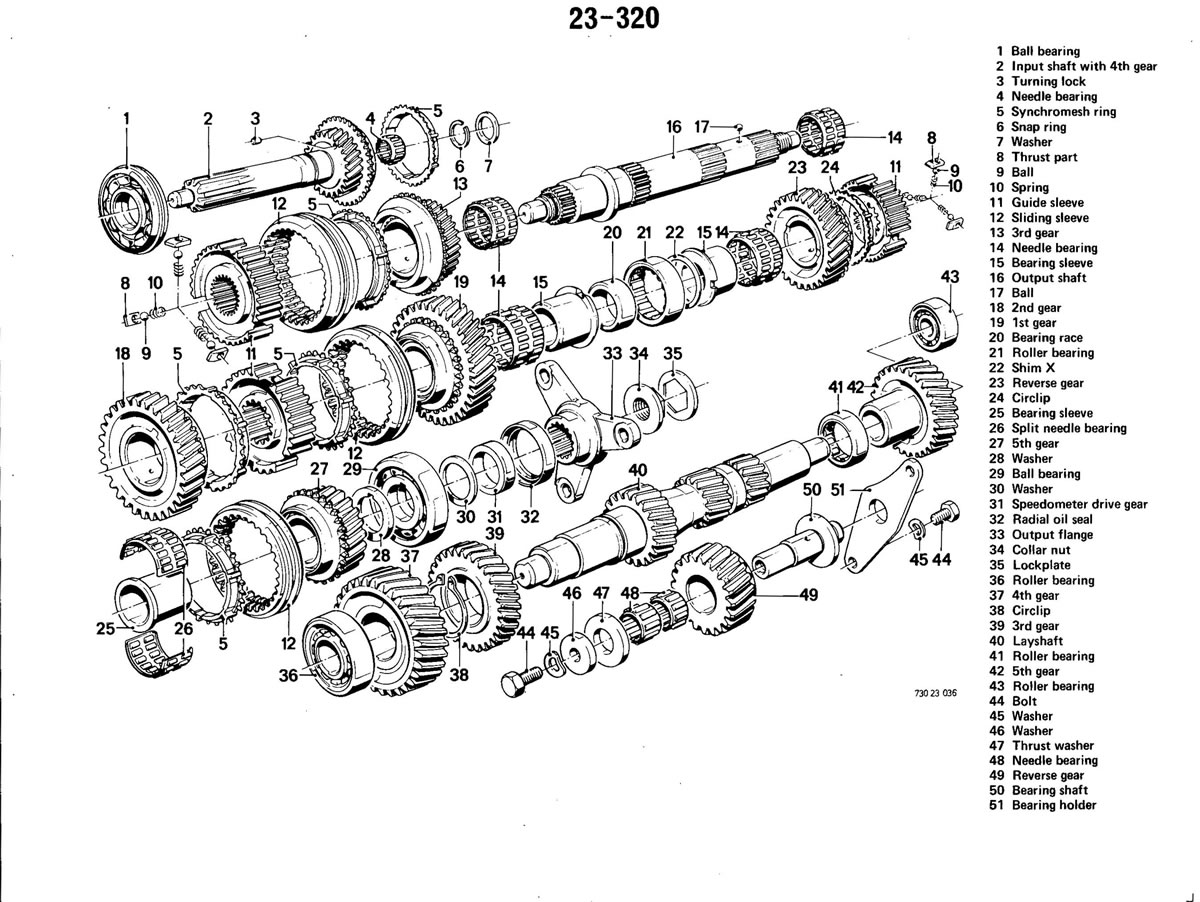 23-320
1 Ball bearing
2 Input shaft with 4th gear
3 Turning lock
4 Needle bearing
5 Synchromesh ring
6 Snap ring
7 Washer
8 Thrust part
9 Ball
10 Spring
11 Guide sleeve
12 Sliding sleeve
13 3rd gear
14 Needle bearing
15 Bearing sleeve
16 Output shaft
17 Ball
18 2nd gear
19 1st gear
20 Bearing race
21 Roller bearing
22 Shim X
23 Reverse gear
24 Circlip
25 Bearing sleeve
26 Split needle bearing
27 5th gear
28 Washer
29 Ball bearing
30 Washer
31 Speedometer drive gear
32 Radial oil seal
33 Output flange
34 Collar nut
35 Lockplate
36 Roller bearing
37 4th gear
38 Circlip
39 3rd gear
40 Layshaft
41 Roller bearing
42 5th gear
43 Roller bearing
44 Bolt
45 Washer
46 Washer
47 Thrust washer
48 Needle bearing
49 Reverse gear
50 Bearing shaft
51 Bearing holder
1 2 3 4 5 6 7 16 17 14 8 9 10
12 5 13 23 24 11
20 21 22 15 14
8 10 9 19 14 15 43
18 5 11 5 12 33 34 35 41 42
29 27 30 31 32 40 51 50
28 37 39 45 44
25 26 5 12 36 38 46 47 48 49
44 45
730 23 036